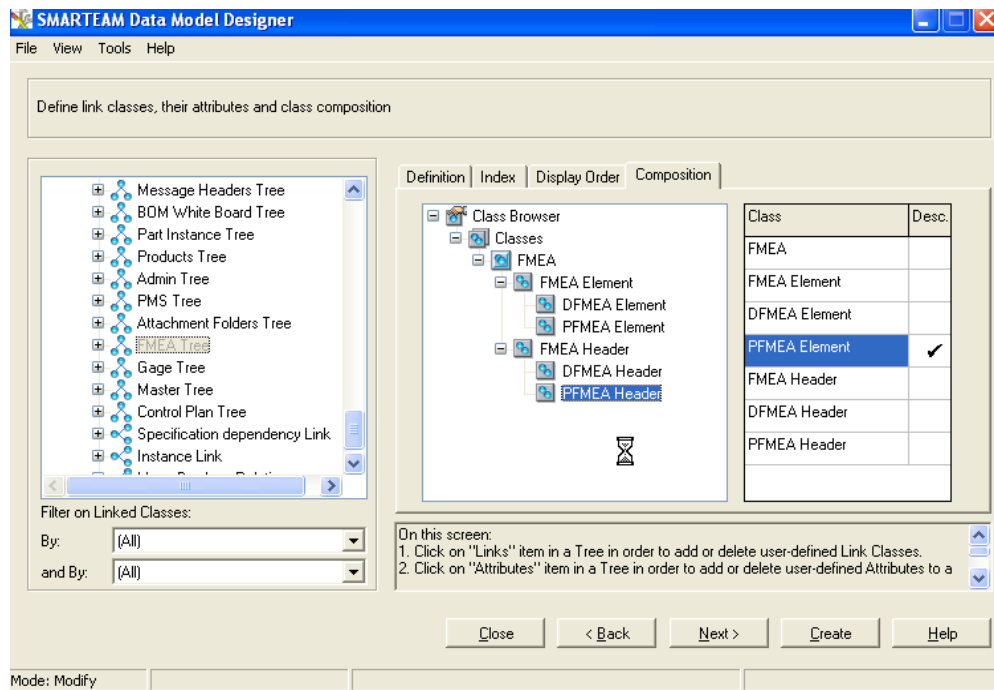 SMARTEAM Data Model Designer
File View Tools Help
Define link classes, their attributes and class composition
Message Headers Tree
BOM White Board Tree
Part Instance Tree
Products Tree
Admin Tree
PMS Tree
Attachment Folders Tree
FMEA Tree
Gage Tree
Master Tree
Control Plan Tree
Specification dependency Link
Instance Link
Filter on Linked Classes:
By: (All)
and By: (All)
Definition Index Display Order Composition
Class Browser
Classes
FMEA
FMEA Element
DFMEA Element
PFMEA Element
FMEA Header
DFMEA Header
PFMEA Header
Class Desc.
FMEA
FMEA Element
DFMEA Element
PFMEA Element
FMEA Header
DFMEA Header
PFMEA Header
On this screen:
1. Click on "Links" item in a Tree in order to add or delete user-defined Link Classes.
2. Click on "Attributes" item in a Tree in order to add or delete user-defined Attributes to a
Close < Back Next > Create Help
Mode: Modify